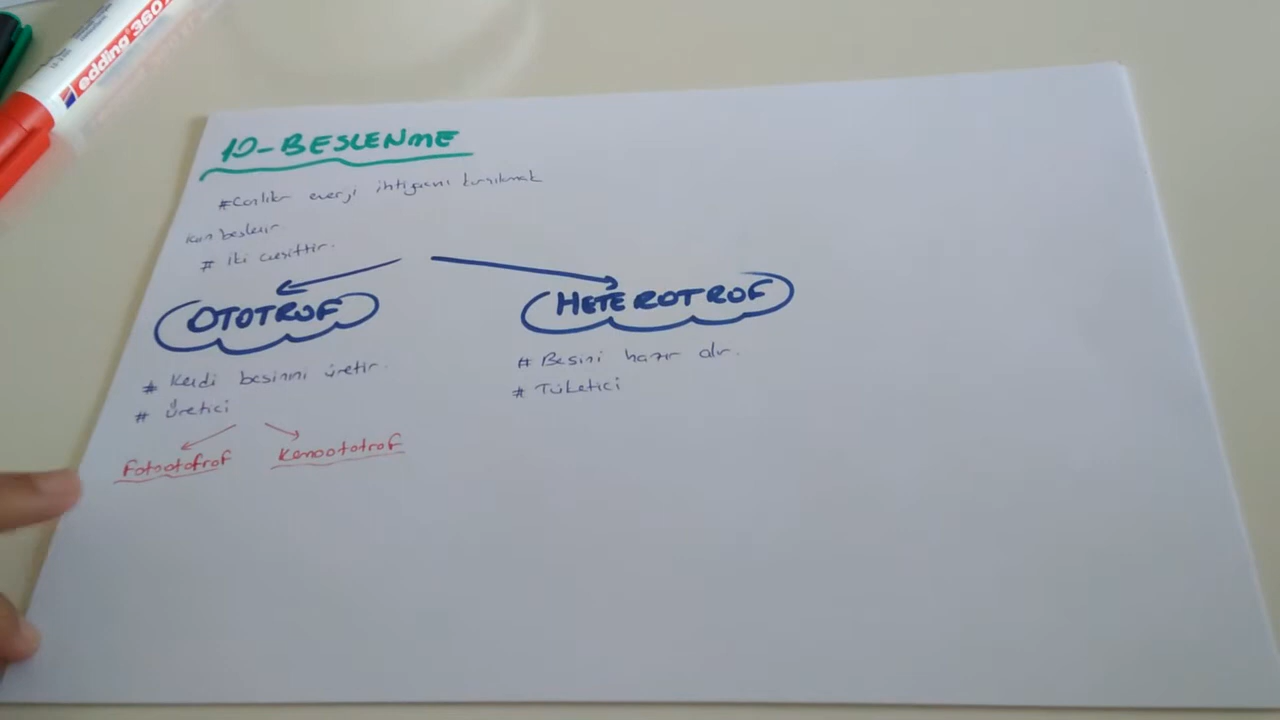 edding 360
10-BESLENME
#Canlılar enerji ihtiyacını karşılamak
için beslenir
# İki çeşittir.
OTOTROF
HETEROTROF
# Kendi besinini üretir.
# Üretici
# Besini hazır alır.
# Tüketici
Fotoototrof
Kemoototrof